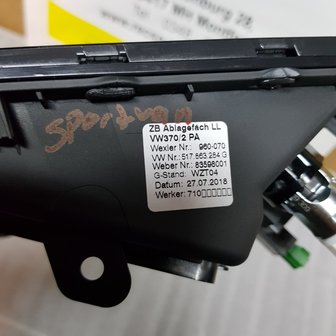 Sportvan
ZB Ablagefach LL
VW370/2 PA
Wexler Nr.: 960-070
VW Nr.: 517.863.284 G
Weber Nr.: 83598001
G-Stand: WZT04
Datum: 27.07.2018
Werker: 710□□□□□□